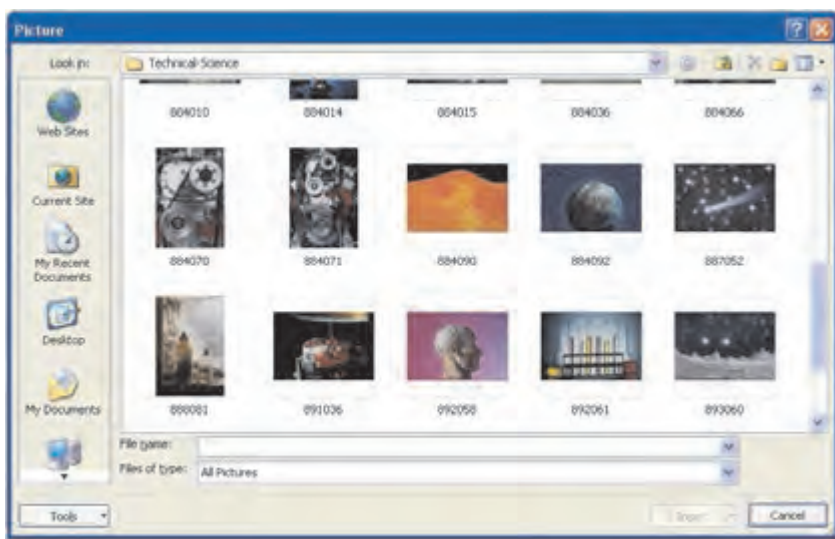 Picture
Look in: Technical-Science
Web Sites
Current Site
My Recent
Documents
Desktop
My Documents
884010 884014 884015 884036 884066
884070 884071 884090 884092 887052
888081 891036 892058 892061 893060
File name:
Files of type: All Pictures
Tools Insert Cancel